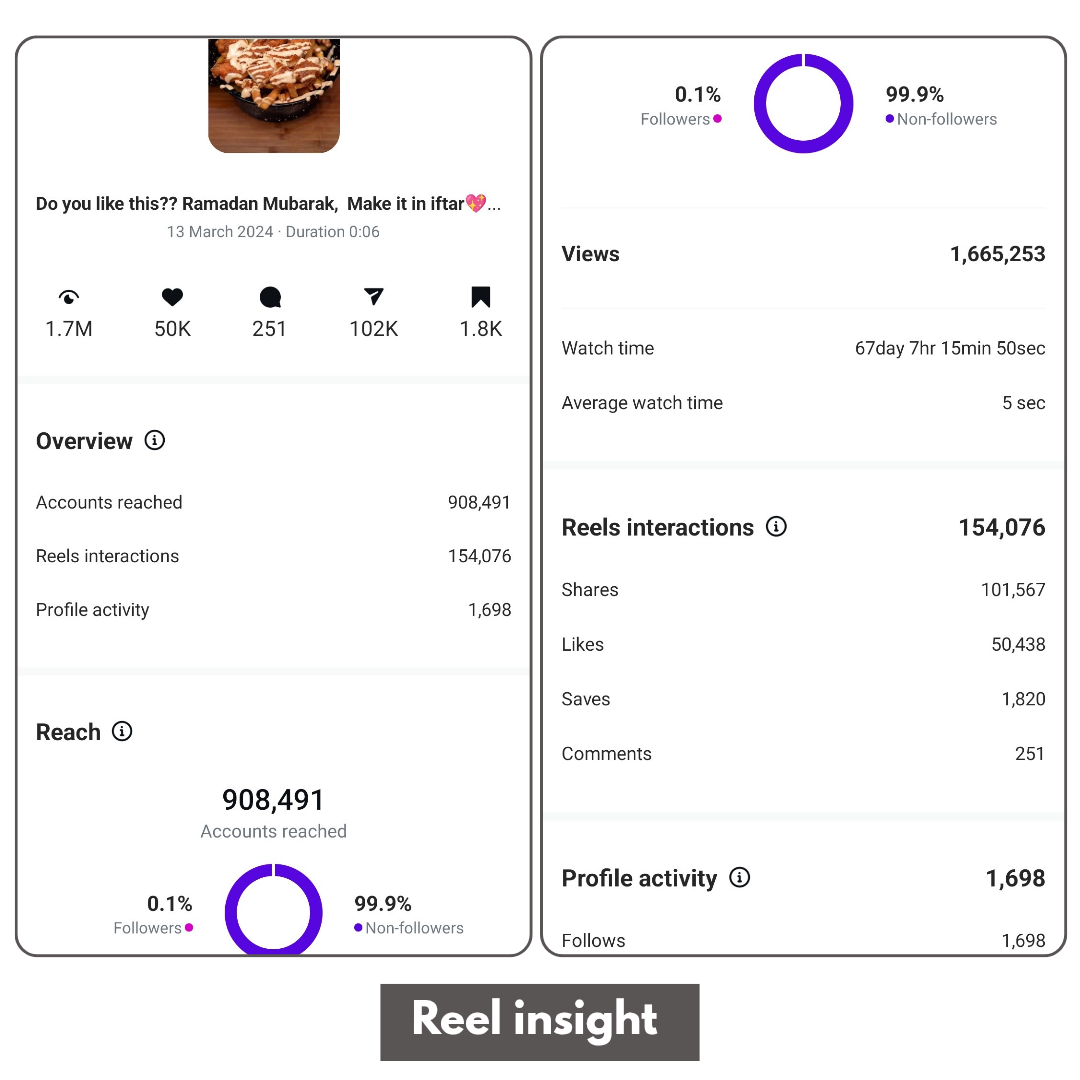 Do you like this?? Ramadan Mubarak, Make it in iftar💖...
13 March 2024 · Duration 0:06
1.7M 50K 251 102K 1.8K
Overview
Accounts reached 908,491
Reels interactions 154,076
Profile activity 1,698
Reach
908,491
Accounts reached
0.1% 99.9%
Followers Non-followers
0.1% 99.9%
Followers Non-followers
Views 1,665,253
Watch time 67day 7hr 15min 50sec
Average watch time 5 sec
Reels interactions 154,076
Shares 101,567
Likes 50,438
Saves 1,820
Comments 251
Profile activity 1,698
Follows 1,698
Reel insight